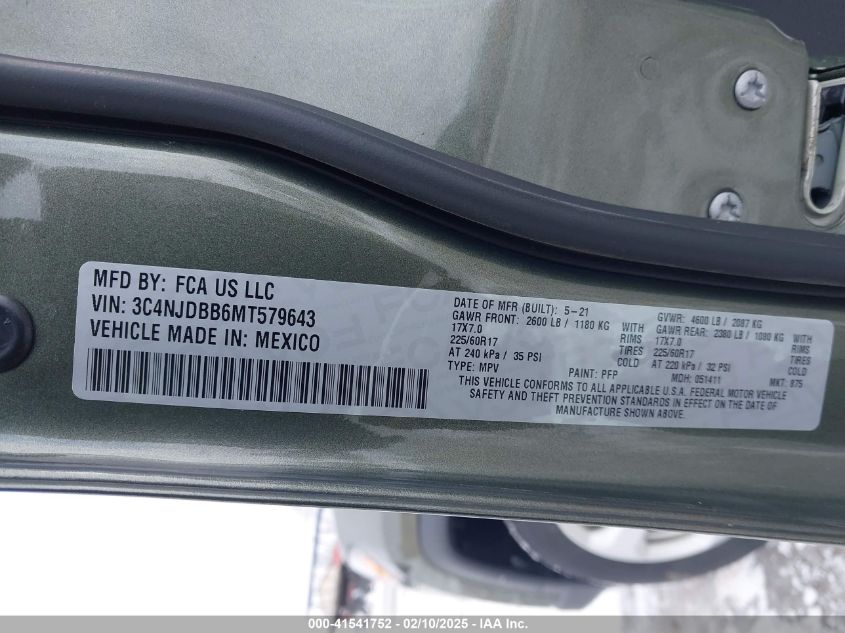 MFD BY: FCA US LLC
VIN: 3C4NJDBB6MT579643
VEHICLE MADE IN: MEXICO
DATE OF MFR (BUILT): 5-21
GVWR: 4600 LB / 2087 KG
GAWR FRONT: 2600 LB / 1180 KG WITH
17X7.0 RIMS
225/60R17 TIRES
AT 240 kPa / 35 PSI COLD
GAWR REAR: 2380 LB / 1080 KG WITH
17X7.0 RIMS
225/60R17 TIRES
AT 220 kPa / 32 PSI COLD
TYPE: MPV PAINT: PFP MDH: 051411 MKT: 975
THIS VEHICLE CONFORMS TO ALL APPLICABLE U.S.A. FEDERAL MOTOR VEHICLE
SAFETY AND THEFT PREVENTION STANDARDS IN EFFECT ON THE DATE OF
MANUFACTURE SHOWN ABOVE.
000-41541752 - 02/10/2025 - IAA, Inc.